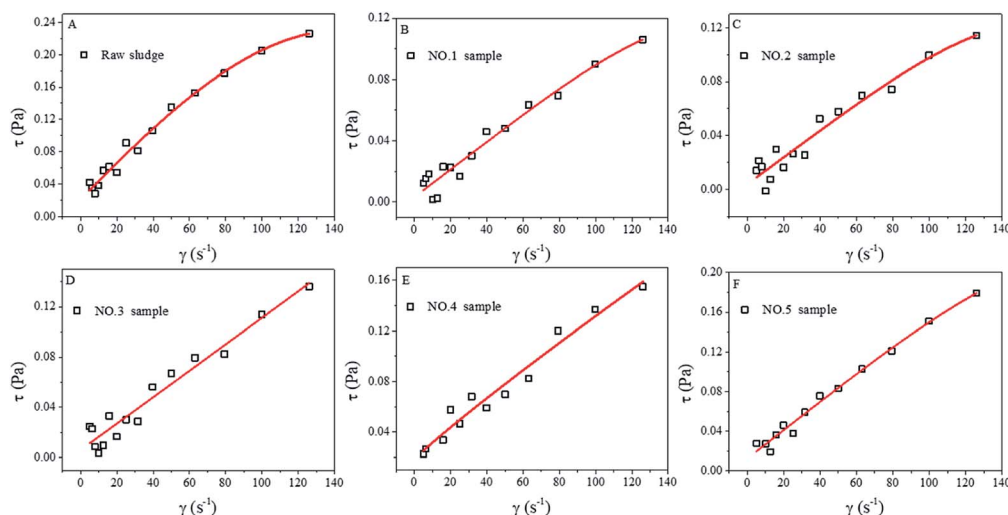 A
Raw sludge
τ (Pa)
0.24
0.20
0.16
0.12
0.08
0.04
0.00
0 20 40 60 80 100 120 140
γ (s⁻¹)
B
NO.1 sample
τ (Pa)
0.12
0.08
0.04
0.00
0 20 40 60 80 100 120 140
γ (s⁻¹)
C
NO.2 sample
τ (Pa)
0.12
0.08
0.04
0.00
0 20 40 60 80 100 120 140
γ (s⁻¹)
D
NO.3 sample
τ (Pa)
0.12
0.08
0.04
0.00
0 20 40 60 80 100 120 140
γ (s⁻¹)
E
NO.4 sample
τ (Pa)
0.16
0.12
0.08
0.04
0 20 40 60 80 100 120 140
γ (s⁻¹)
F
NO.5 sample
τ (Pa)
0.20
0.16
0.12
0.08
0.04
0.00
0 20 40 60 80 100 120 140
γ (s⁻¹)